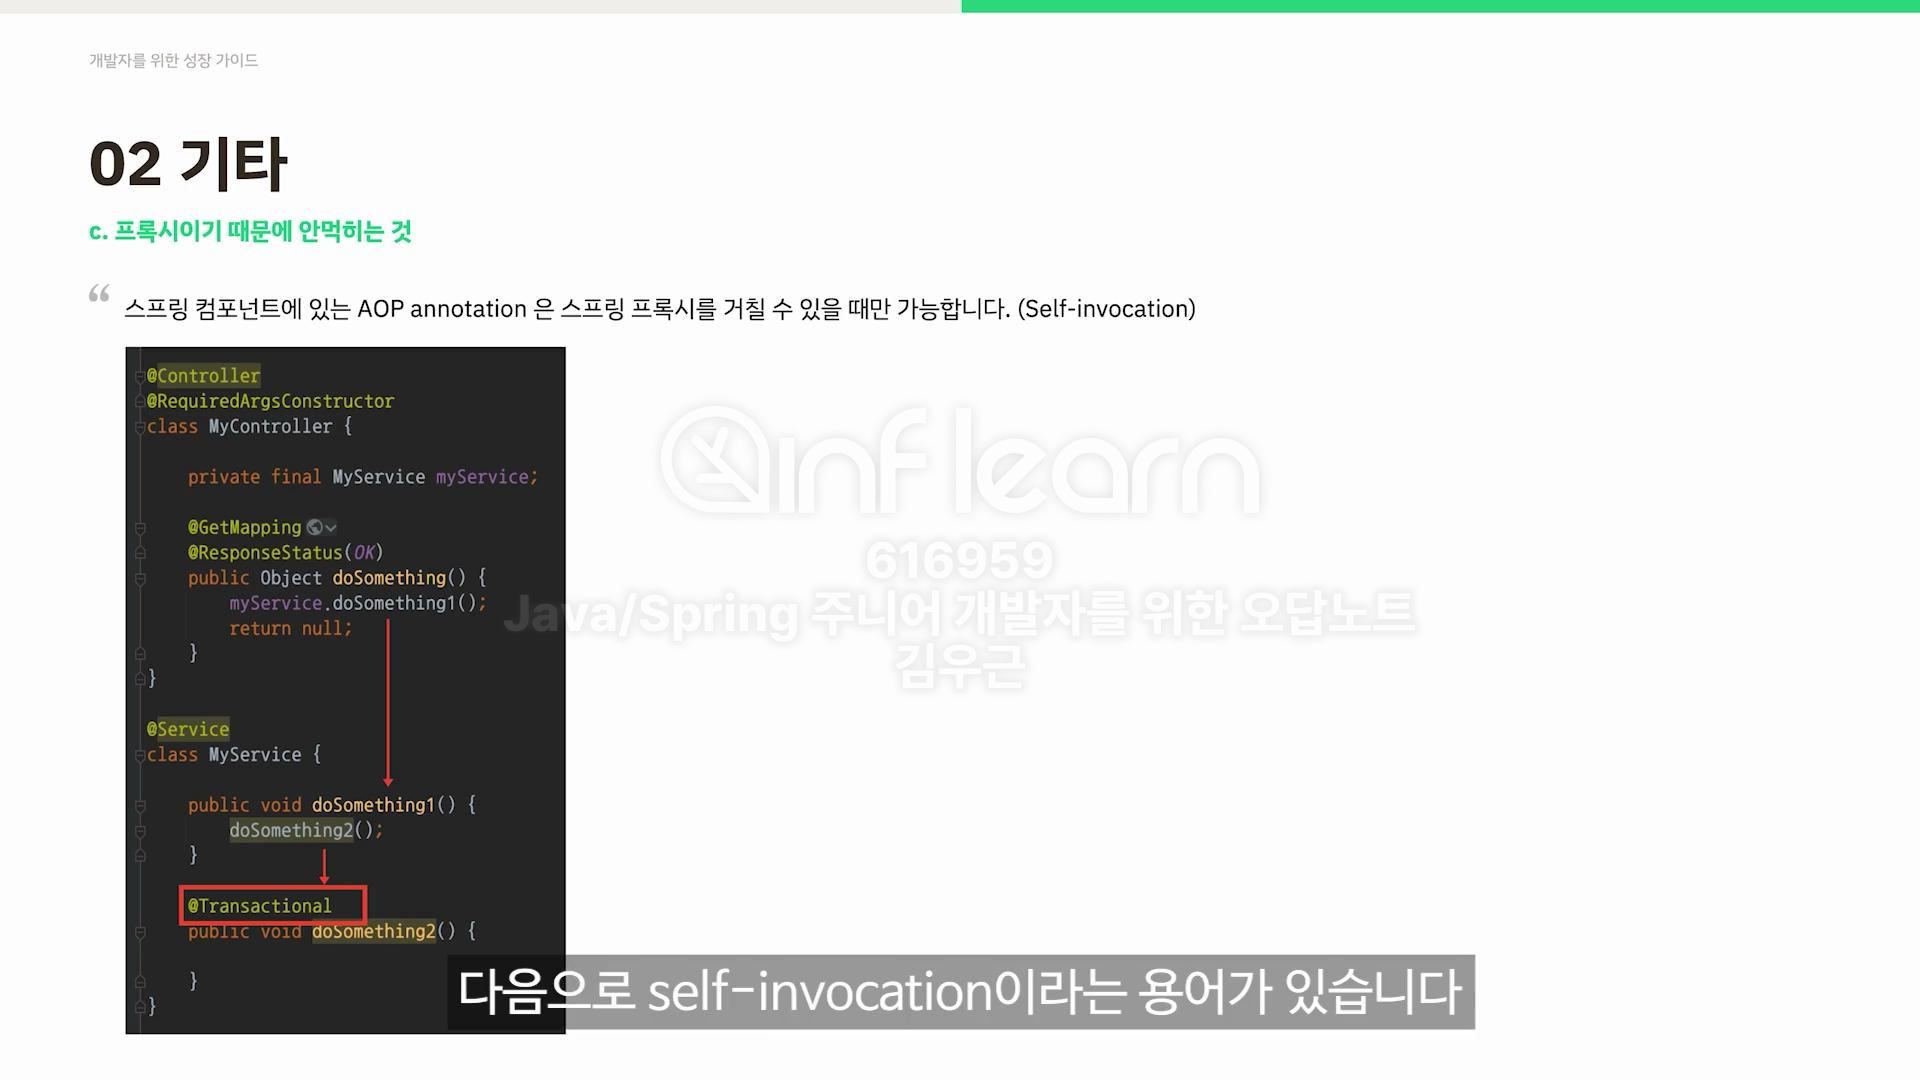 개발자를 위한 성장 가이드
02 기타
c. 프록시이기 때문에 안먹히는 것
“ 스프링 컴포넌트에 있는 AOP annotation 은 스프링 프록시를 거칠 수 있을 때만 가능합니다. (Self-invocation)
@Controller
@RequiredArgsConstructor
class MyController {
private final MyService myService;
@GetMapping
@ResponseStatus(OK)
public Object doSomething() {
myService.doSomething1();
return null;
}
}
@Service
class MyService {
public void doSomething1() {
doSomething2();
}
@Transactional
public void doSomething2() {
}
}
inflearn
616959
Java/Spring 주니어 개발자를 위한 오답노트
김우근
다음으로 self-invocation이라는 용어가 있습니다